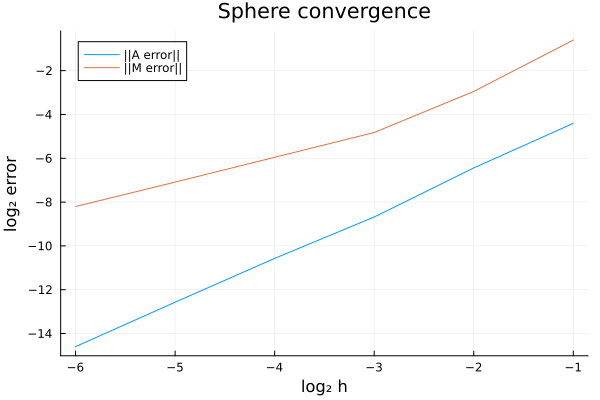 Sphere convergence
||A error||
||M error||
−2
−4
−6
−8
−10
−12
−14
log₂ error
−6
−5
−4
−3
−2
−1
log₂ h